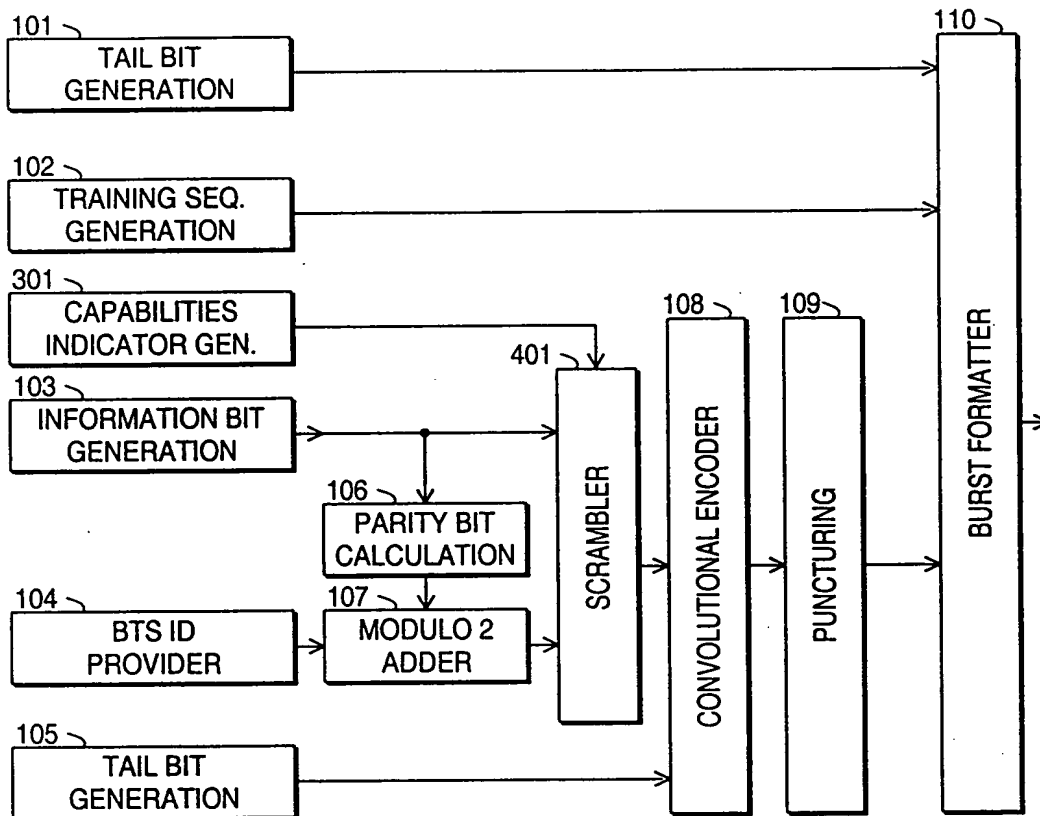 101
TAIL BIT
GENERATION
102
TRAINING SEQ.
GENERATION
301
CAPABILITIES
INDICATOR GEN.
103
INFORMATION BIT
GENERATION
106
PARITY BIT
CALCULATION
104
BTS ID
PROVIDER
107
MODULO 2
ADDER
105
TAIL BIT
GENERATION
401
SCRAMBLER
108
CONVOLUTIONAL ENCODER
109
PUNCTURING
110
BURST FORMATTER